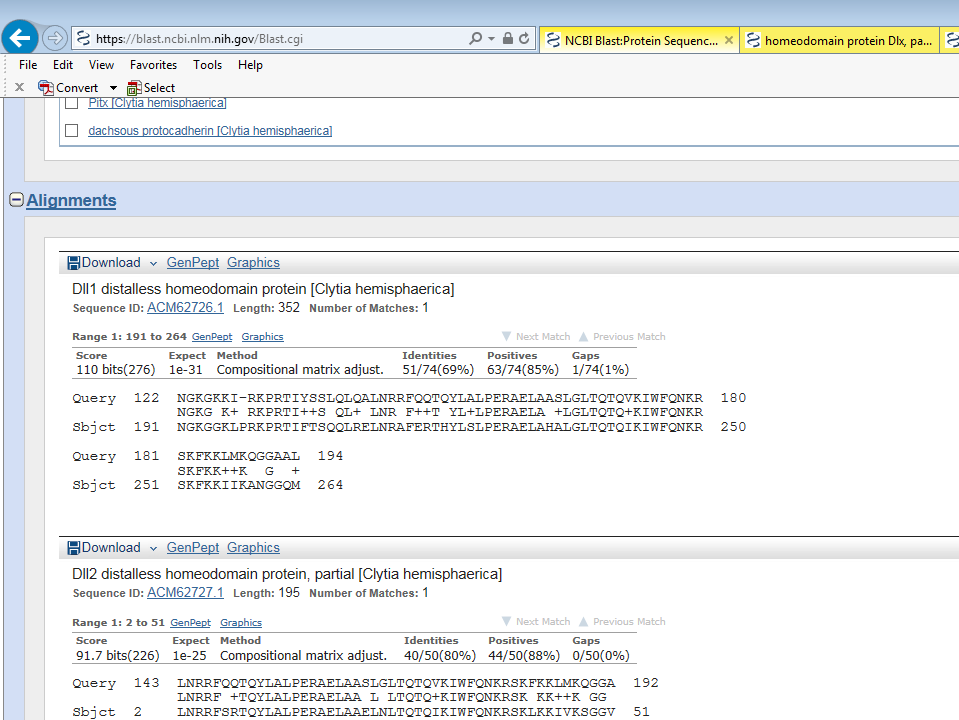 https://blast.ncbi.nlm.nih.gov/Blast.cgi
NCBI Blast:Protein Sequenc...
homeodomain protein Dlx, pa...
File Edit View Favorites Tools Help
x Convert Select
Pitx [Clytia hemisphaerica]
dachsous protocadherin [Clytia hemisphaerica]
Alignments
Download GenPept Graphics
Dll1 distalless homeodomain protein [Clytia hemisphaerica]
Sequence ID: ACM62726.1 Length: 352 Number of Matches: 1
Range 1: 191 to 264 GenPept Graphics Next Match Previous Match
Score Expect Method Identities Positives Gaps
110 bits(276) 1e-31 Compositional matrix adjust. 51/74(69%) 63/74(85%) 1/74(1%)
Query 122 NGKGKKI-RKPRTIYSSLQLQALNRRFQQTQYLALPERAELAASLGLTQTQVKIWFQNKR 180
NGKG K+ RKPRTI++S QL+ LNR F++T YL+LPERAELA +LGLTQTQ+KIWFQNKR
Sbjct 191 NGKGGKLPRKPRTIFTSQQLRELNRAFERTHYLSLPERAELAHALGLTQTQIKIWFQNKR 250
Query 181 SKFKKLMKQGGAAL 194
SKFKK++K G +
Sbjct 251 SKFKKIIKANGGQM 264
Download GenPept Graphics
Dll2 distalless homeodomain protein, partial [Clytia hemisphaerica]
Sequence ID: ACM62727.1 Length: 195 Number of Matches: 1
Range 1: 2 to 51 GenPept Graphics Next Match Previous Match
Score Expect Method Identities Positives Gaps
91.7 bits(226) 1e-25 Compositional matrix adjust. 40/50(80%) 44/50(88%) 0/50(0%)
Query 143 LNRRFQQTQYLALPERAELAASLGLTQTQVKIWFQNKRSKFKKLMKQGGA 192
LNRRF +TQYLALPERAELAA L LTQTQ+KIWFQNKRSK KK++K GG
Sbjct 2 LNRRFSRTQYLALPERAELAAELNLTQTQIKIWFQNKRSKLKKIVKSGGV 51